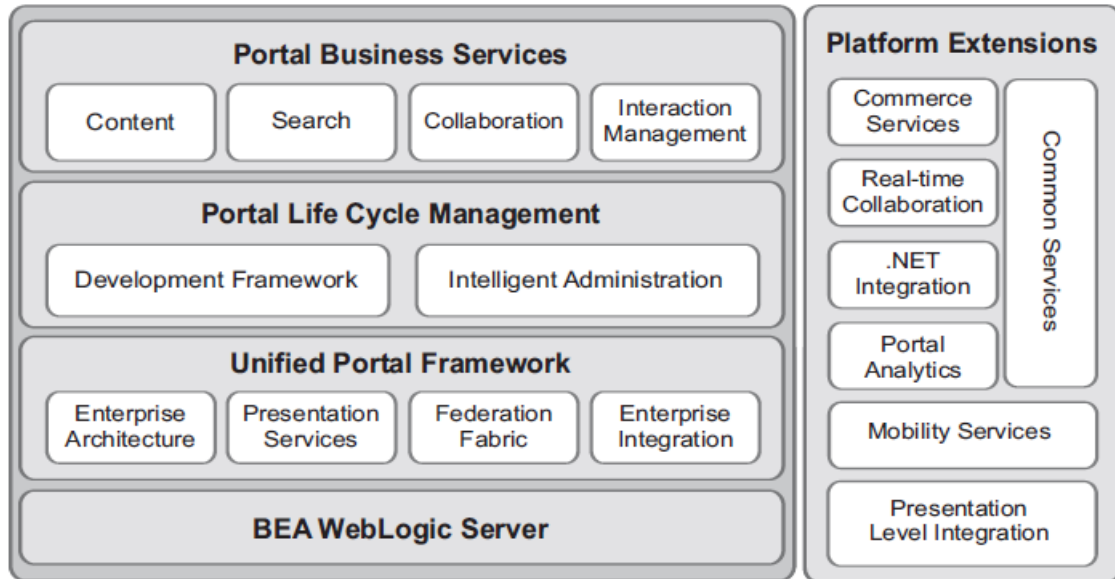 Portal Business Services
Content
Search
Collaboration
Interaction
Management
Portal Life Cycle Management
Development Framework
Intelligent Administration
Unified Portal Framework
Enterprise
Architecture
Presentation
Services
Federation
Fabric
Enterprise
Integration
BEA WebLogic Server
Platform Extensions
Commerce
Services
Real-time
Collaboration
.NET
Integration
Portal
Analytics
Common Services
Mobility Services
Presentation
Level Integration